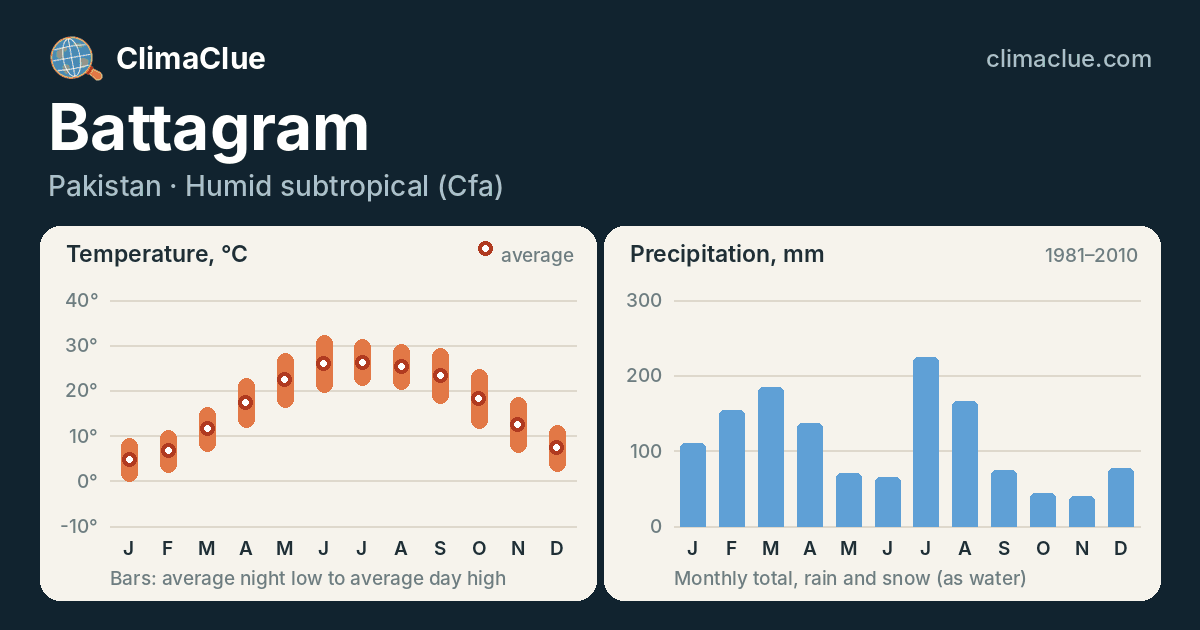 ClimaClue
climaclue.com
Battagram
Pakistan · Humid subtropical (Cfa)
Temperature, °C
average
40°
30°
20°
10°
0°
-10°
J F M A M J J A S O N D
Bars: average night low to average day high
Precipitation, mm
1981–2010
300
200
100
0
J F M A M J J A S O N D
Monthly total, rain and snow (as water)